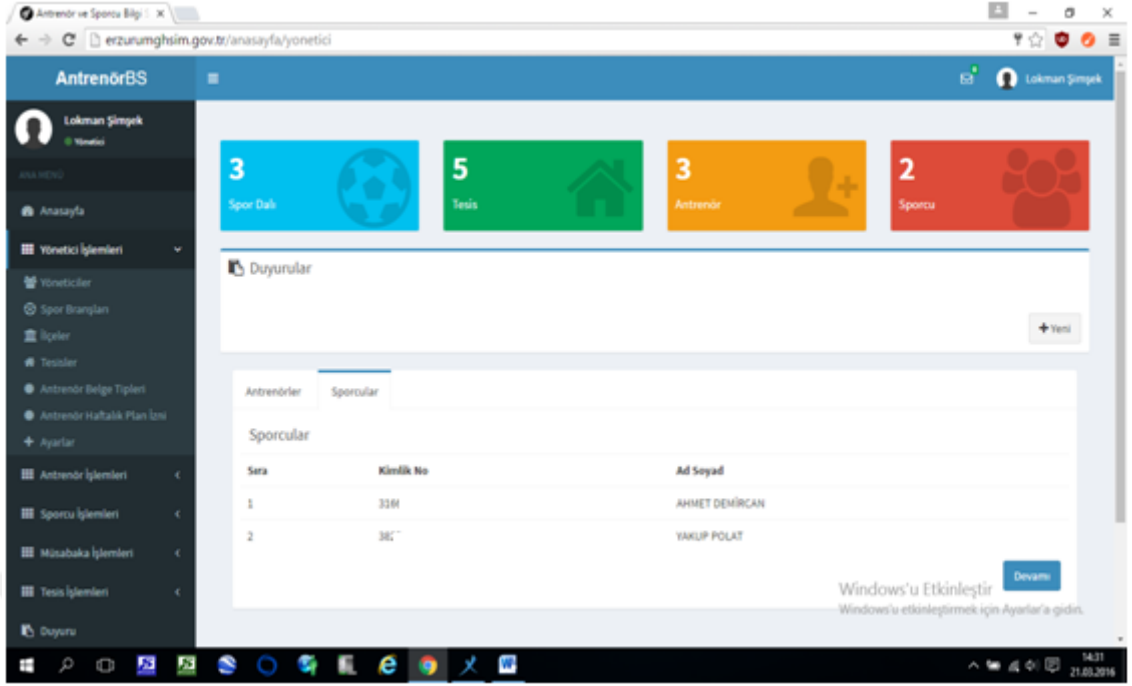 Antrenör ve Sporcu Bilgi S
erzurumghsim.gov.tr/anasayfa/yonetici
AntrenörBS
Lokman Şimşek
Lokman Şimşek
Yönetici
ANA MENÜ
Anasayfa
Yönetici İşlemleri
Yöneticiler
Spor Branşları
İlçeler
Tesisler
Antrenör Belge Tipleri
Antrenör Haftalık Plan İzni
Ayarlar
Antrenör İşlemleri
Sporcu İşlemleri
Müsabaka İşlemleri
Tesis İşlemleri
Duyuru
3
Spor Dalı
5
Tesis
3
Antrenör
2
Sporcu
Duyurular
Yeni
Antrenörler Sporcular
Sporcular
Sıra Kimlik No Ad Soyad
1 AHMET DEMİRCAN
2 YAKUP POLAT
Devamı
Windows'u Etkinleştir
Windows'u etkinleştirmek için Ayarlar'a gidin.
14:31
21.03.2016